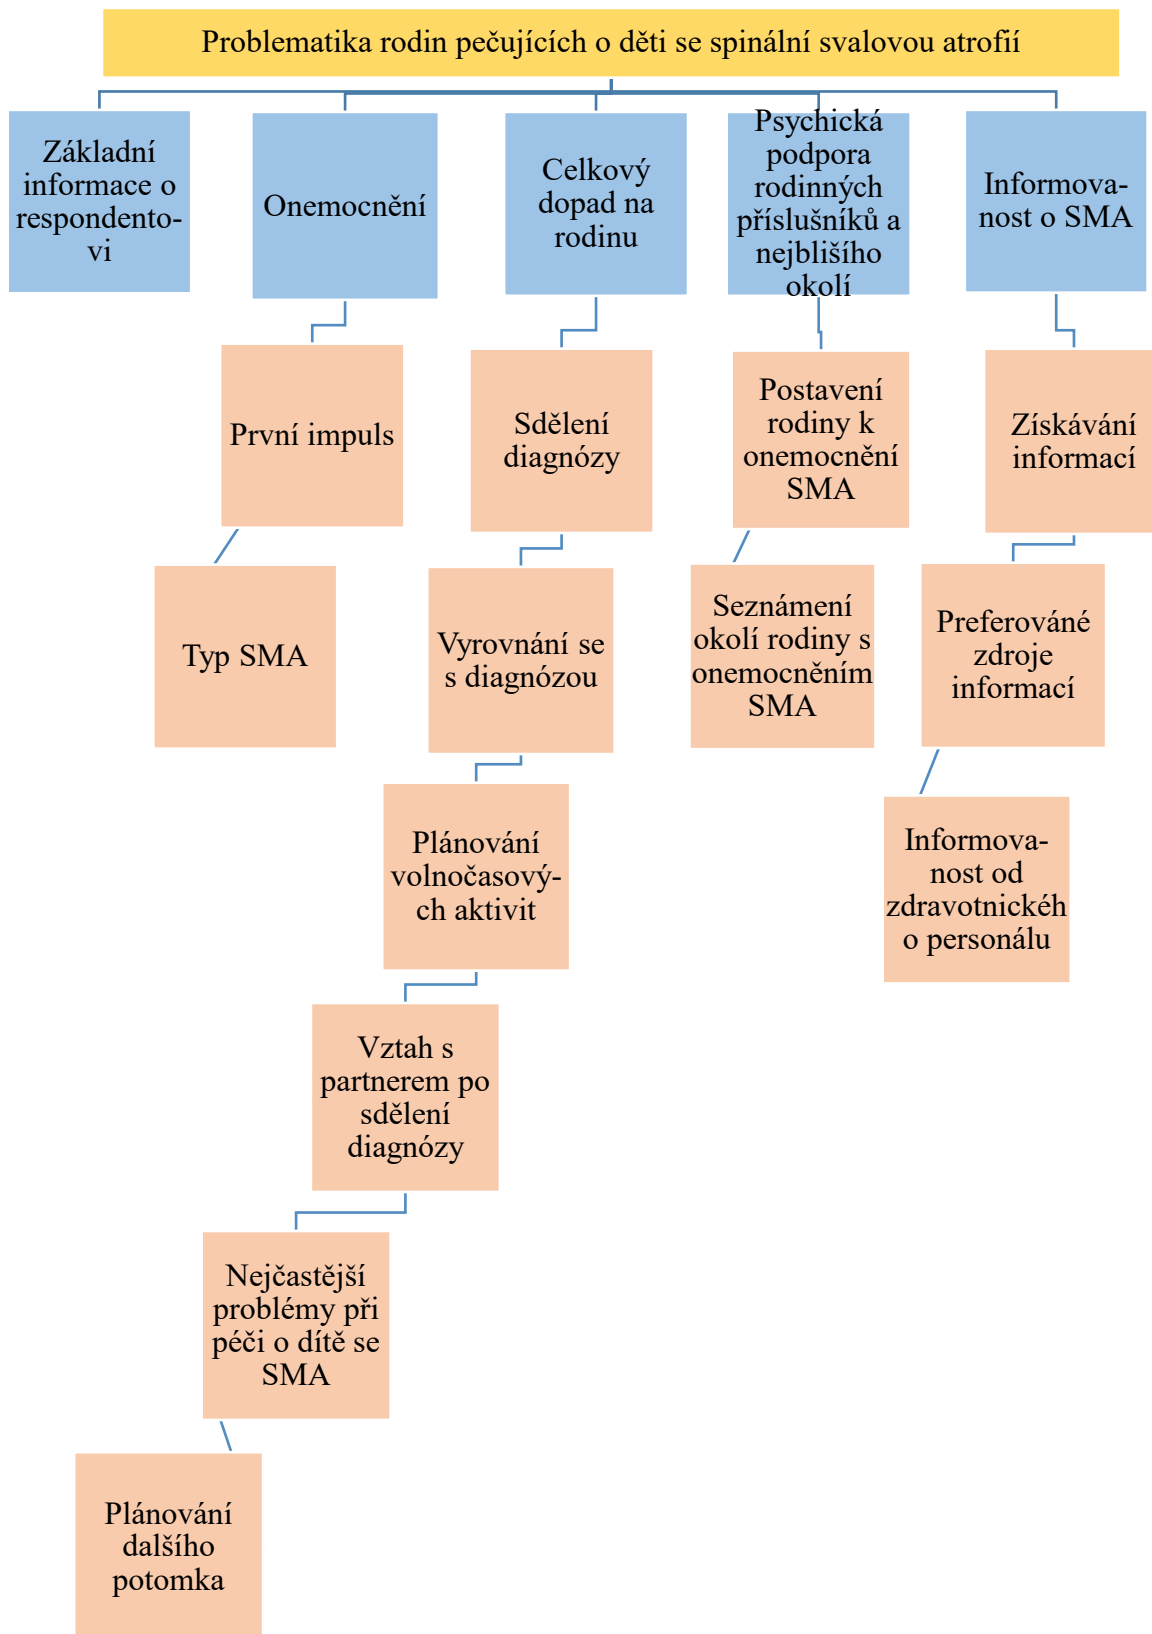 Problematika rodin pečujících o děti se spinální svalovou atrofií
Základní
informace o
respondento-
vi
Onemocnění
Celkový
dopad na
rodinu
Psychická
podpora
rodinných
příslušníků a
nejblišího
okolí
Informova-
nost o SMA
První impuls
Sdělení
diagnózy
Postavení
rodiny k
onemocnění
SMA
Získávání
informací
Typ SMA
Vyrovnání se
s diagnózou
Seznámení
okolí rodiny s
onemocněním
SMA
Preferováné
zdroje
informací
Plánování
volnočasový-
ch aktivit
Informova-
nost od
zdravotnickéh
o personálu
Vztah s
partnerem po
sdělení
diagnózy
Nejčastější
problémy při
péči o dítě se
SMA
Plánování
dalšího
potomka